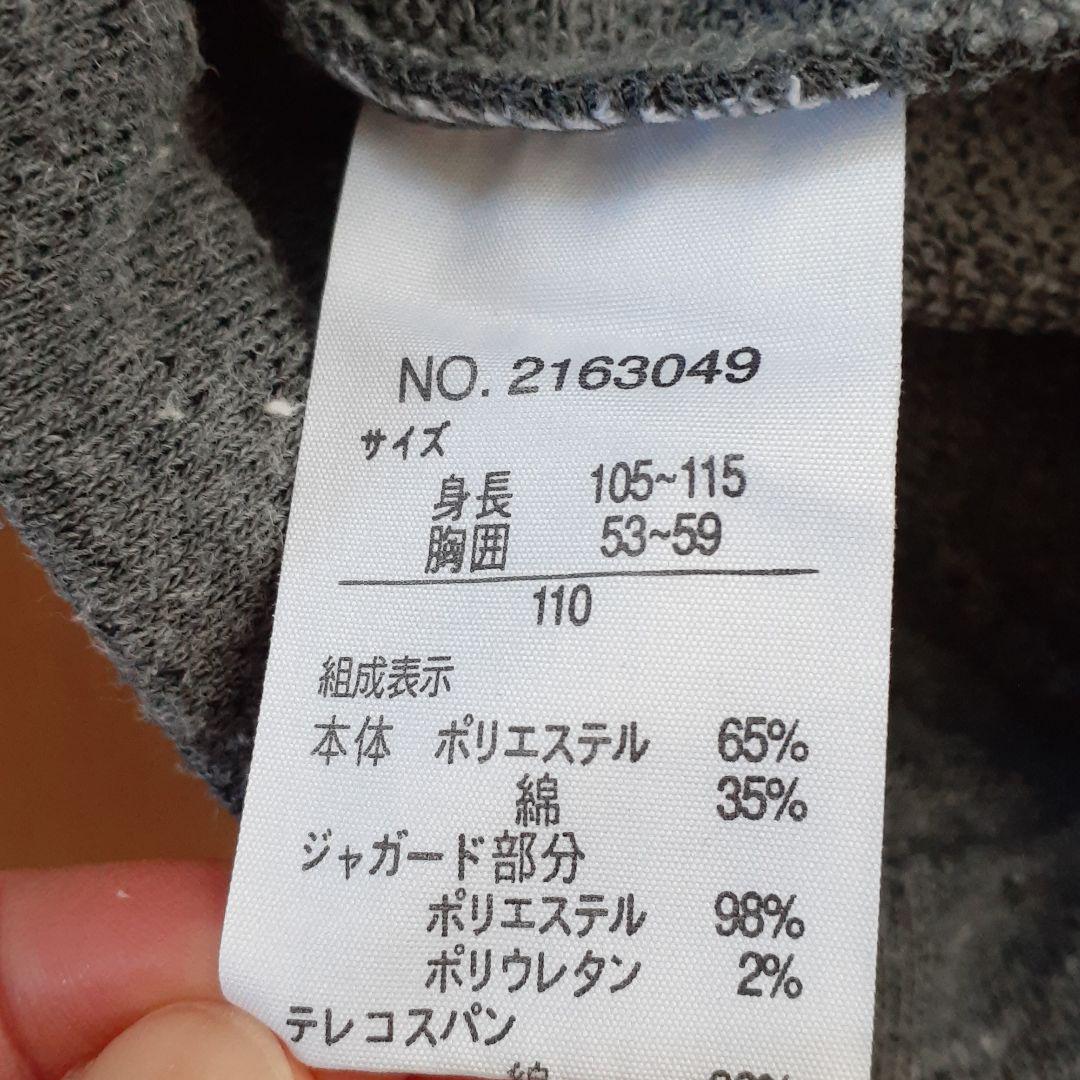 NO. 2163049
サイズ
身長 105~115
胸囲 53~59
110
組成表示
本体 ポリエステル 65%
綿 35%
ジャガード部分
ポリエステル 98%
ポリウレタン 2%
テレコスパン
綿